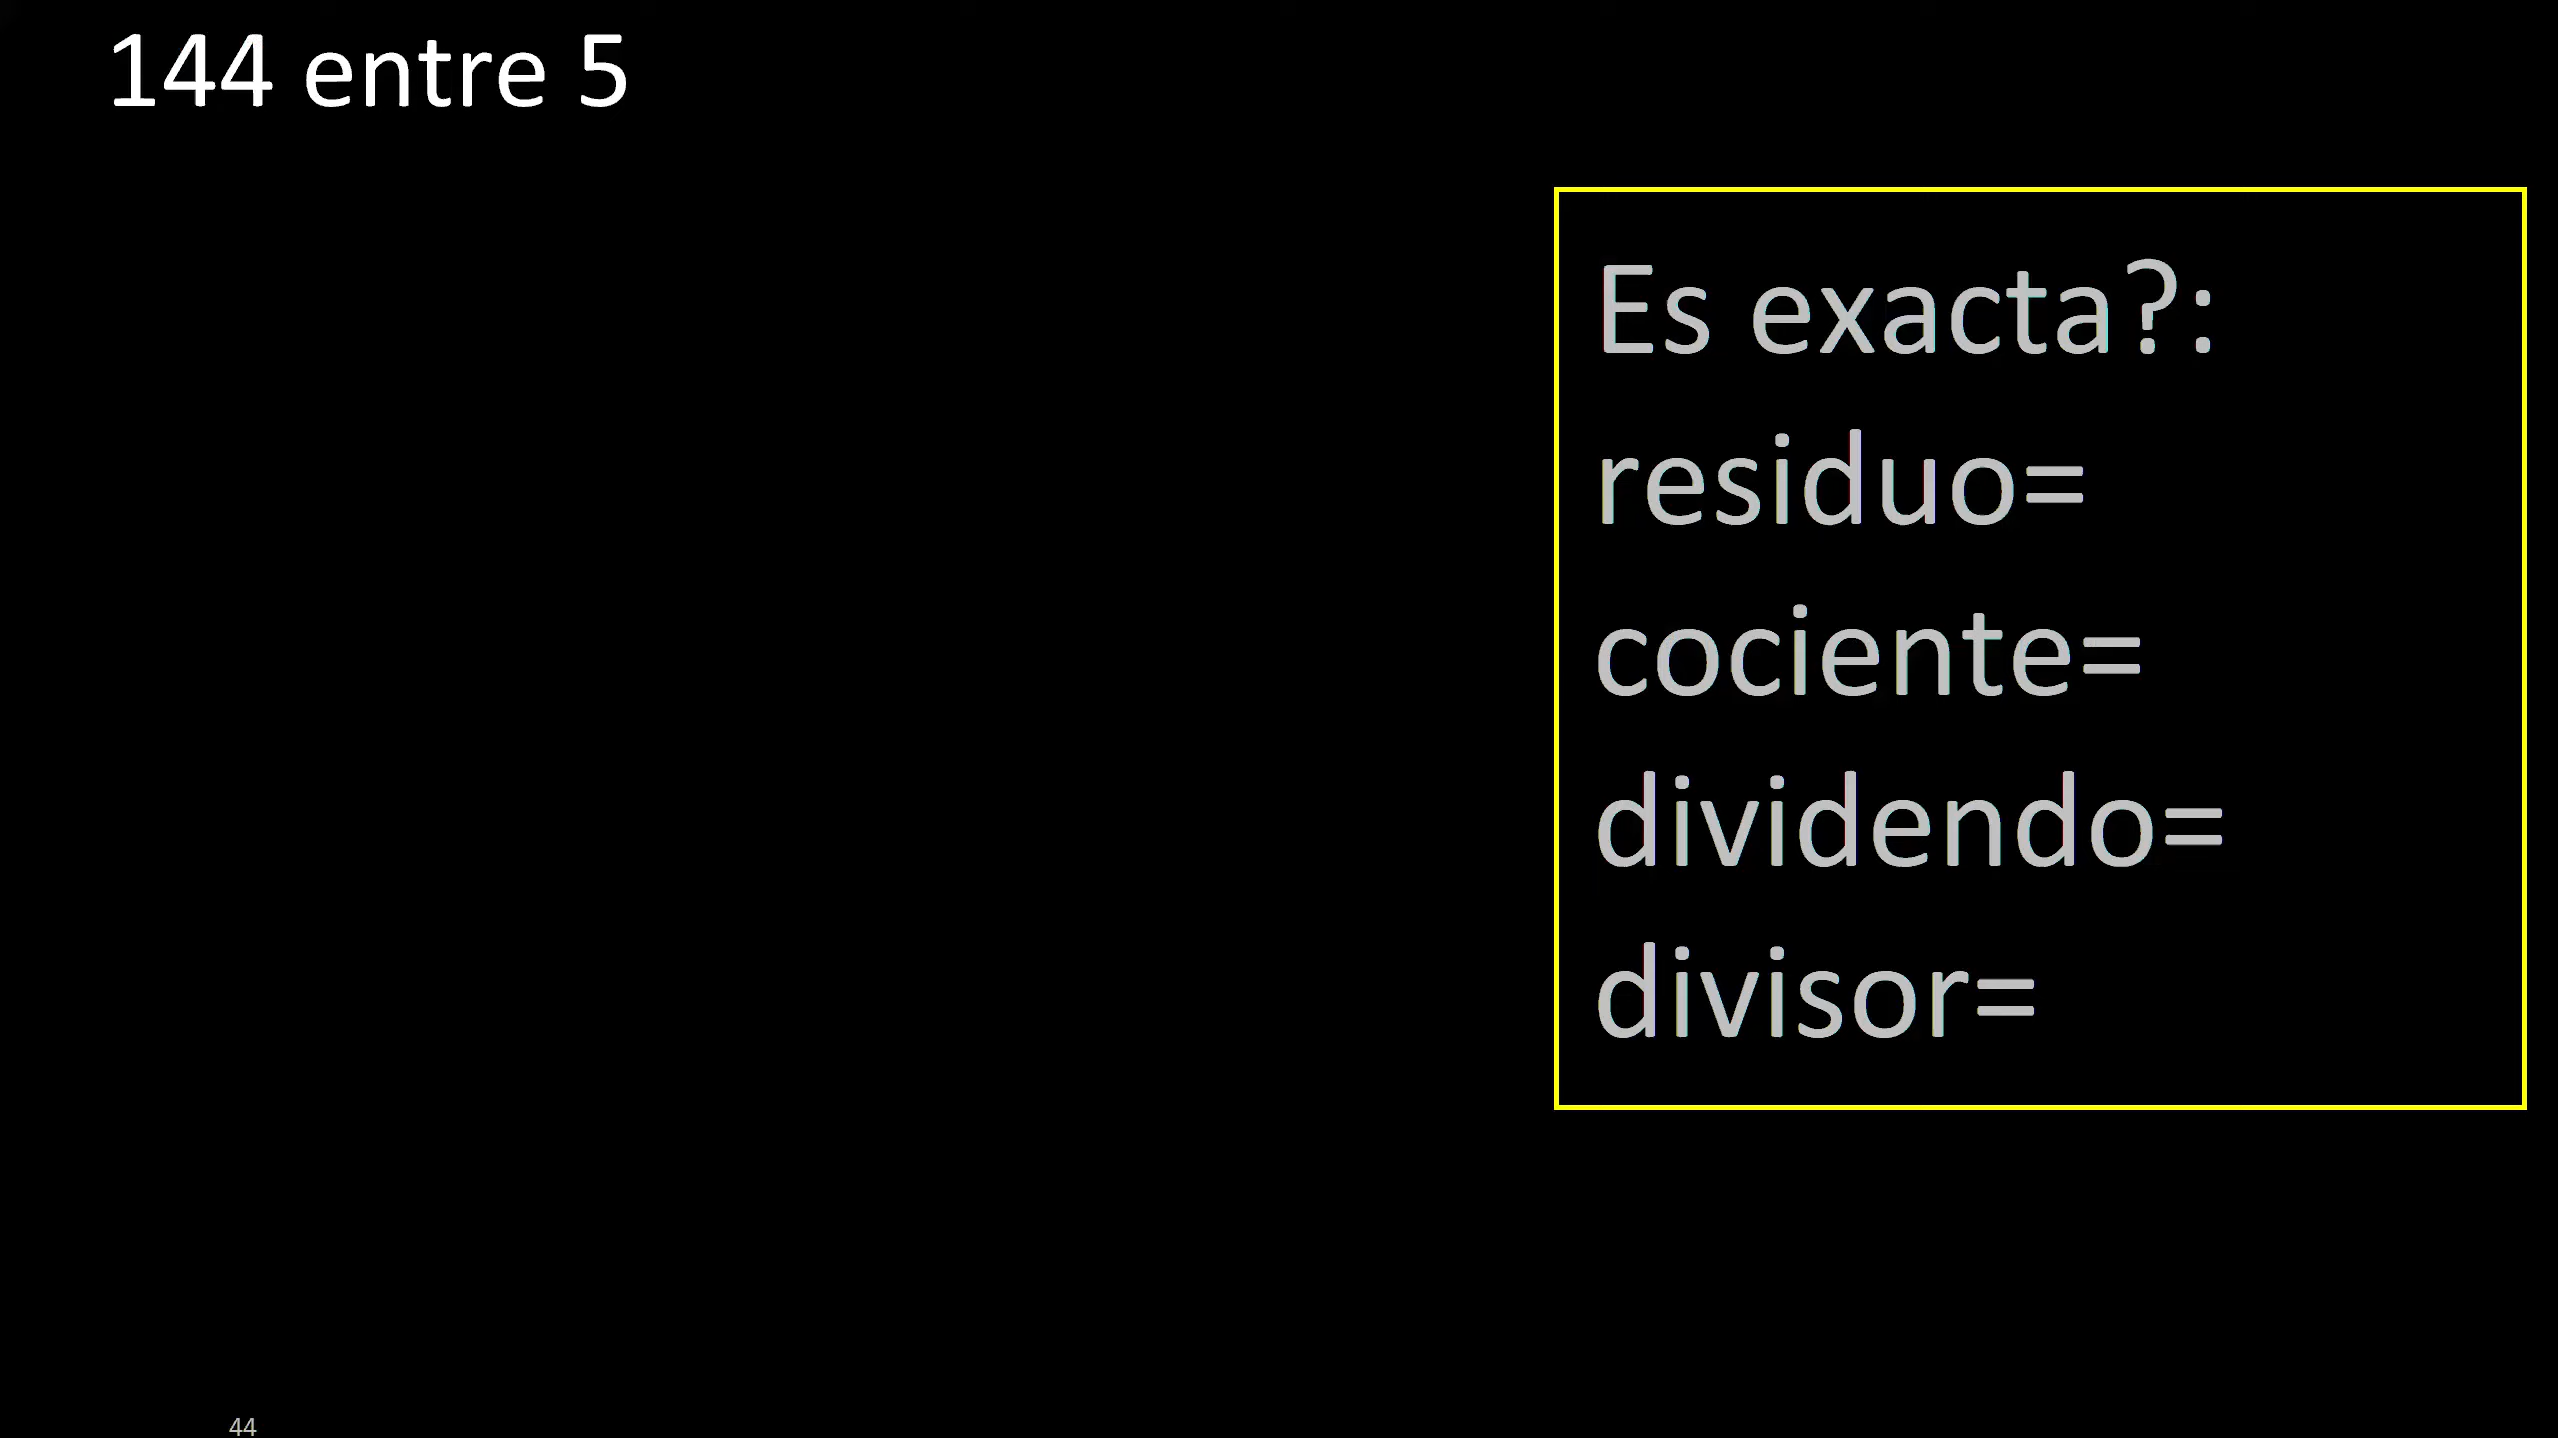 144 entre 5
Es exacta?:
residuo=
cociente=
dividendo=
divisor=
44